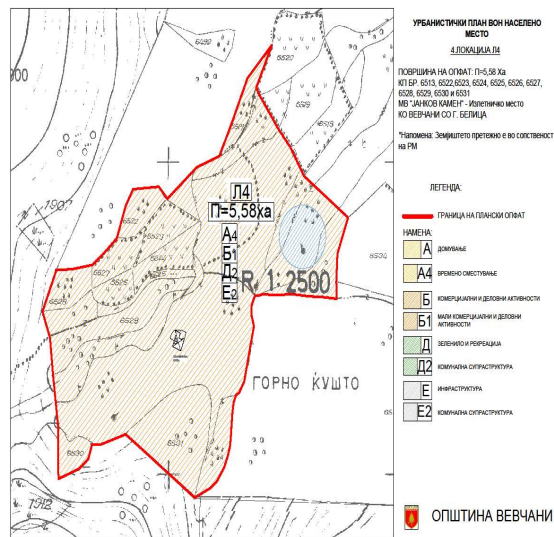 УРБАНИСТИЧКИ ПЛАН ВОН НАСЕЛЕНО
МЕСТО
4.ЛОКАЦИЈА Л4
ПОВРШИНА НА ОПФАТ: П=5,58 Ха
КП БР. 6513, 6522,6523, 6524, 6525, 6526, 6527,
6528, 6529, 6530 и 6531
МВ "ЈАНКОВ КАМЕН" - Излетничко место
КО ВЕВЧАНИ СО Г. БЕЛИЦА
*Напомена: Земјиштето претежно е во сопственост
на РМ
ЛЕГЕНДА:
ГРАНИЦА НА ПЛАНСКИ ОПФАТ
НАМЕНА:
А ДОМУВАЊЕ
А4 ВРЕМЕНО СМЕСТУВАЊЕ
Б КОМЕРЦИЈАЛНИ И ДЕЛОВНИ АКТИВНОСТИ
Б1 МАЛИ КОМЕРЦИЈАЛНИ И ДЕЛОВНИ
АКТИВНОСТИ
Д ЗЕЛЕНИЛО И РЕКРЕАЦИЈА
Д2 КОМУНАЛНА СУПРАСТРУКТУРА
Е ИНФРАСТРУКТУРА
Е2 КОМУНАЛНА СУПРАСТРУКТУРА
ОПШТИНА ВЕВЧАНИ
Л4
П=5,58ха
А4
Б1
Д2
Е2
R 1:2500
ГОРНО ЌУШТО
6520
6530
6531
6529
1907
1912